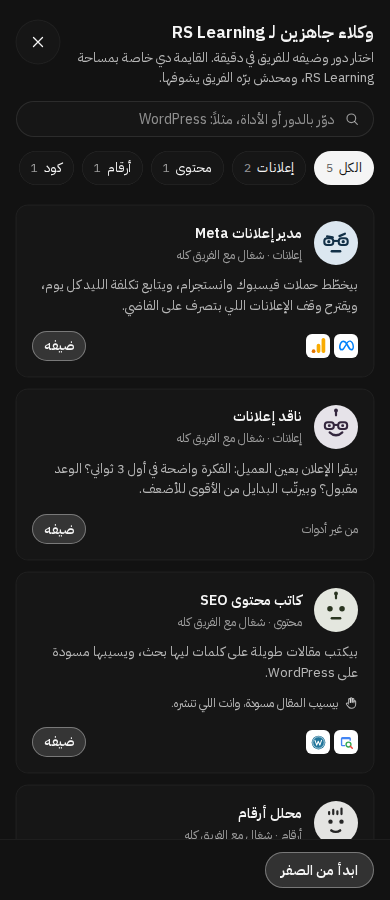 وكلاء جاهزين لـ RS Learning
اختار دور وضيفه للفريق في دقيقة. القايمة دي خاصة بمساحة
RS Learning، ومحدش برّه الفريق يشوفها.
دوّر بالدور أو الأداة، مثلاً: WordPress
الكل 5
إعلانات 2
محتوى 1
أرقام 1
كود 1
مدير إعلانات Meta
إعلانات · شغال مع الفريق كله
بيخطّط حملات فيسبوك وانستجرام، ويتابع تكلفة الليد كل يوم،
ويقترح وقف الإعلانات اللي بتصرف على الفاضي.
ضيفه
ناقد إعلانات
إعلانات · شغال مع الفريق كله
بيقرا الإعلان بعين العميل: الفكرة واضحة في أول 3 ثواني؟ الوعد
مقبول؟ وبيرتّب البدايل من الأقوى للأضعف.
من غير أدوات
ضيفه
كاتب محتوى SEO
محتوى · شغال مع الفريق كله
بيكتب مقالات طويلة على كلمات ليها بحث، ويسيبها مسودة
على WordPress.
بيسيب المقال مسودة، وانت اللي تنشره.
ضيفه
محلل أرقام
أرقام · شغال مع الفريق كله
ابدأ من الصفر